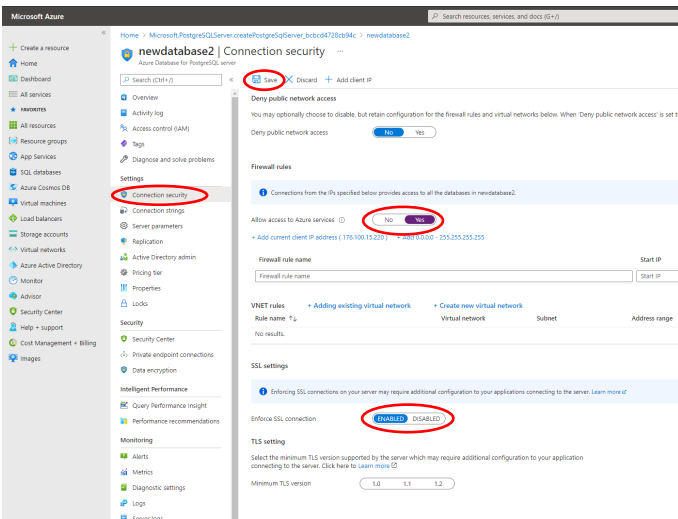 Microsoft Azure
Search resources, services, and docs (G+/)
Home > Microsoft.PostgreSQLServer.createPostgreSqlServer_bcbcd4728cb94c > newdatabase2
newdatabase2 | Connection security ...
Azure Database for PostgreSQL server
«
Create a resource
Home
Dashboard
All services
FAVORITES
All resources
Resource groups
App Services
SQL databases
Azure Cosmos DB
Virtual machines
Load balancers
Storage accounts
Virtual networks
Azure Active Directory
Monitor
Advisor
Security Center
Help + support
Cost Management + Billing
Images
Search (Ctrl+/)
«
Overview
Activity log
Access control (IAM)
Tags
Diagnose and solve problems
Settings
Connection security
Connection strings
Server parameters
Replication
Active Directory admin
Pricing tier
Properties
Locks
Security
Security Center
Private endpoint connections
Data encryption
Intelligent Performance
Query Performance Insight
Performance recommendations
Monitoring
Alerts
Metrics
Diagnostic settings
Logs
Server logs
Save Discard + Add client IP
Deny public network access
You may optionally choose to disable, but retain configuration for the firewall rules and virtual networks below. When 'Deny public network access' is set t
Deny public network access No Yes
Firewall rules
Connections from the IPs specified below provides access to all the databases in newdatabase2.
Allow access to Azure services No Yes
+ Add current client IP address ( 176.100.15.220 ) + Add 0.0.0.0 - 255.255.255.255
Firewall rule name Start IP
Firewall rule name Start IP
VNET rules + Adding existing virtual network + Create new virtual network
Rule name ↑↓ Virtual network Subnet Address range
No results.
SSL settings
Enforcing SSL connections on your server may require additional configuration to your applications connecting to the server. Learn more
Enforce SSL connection ENABLED DISABLED
TLS setting
Select the minimum TLS version supported by the server which may require additional configuration to your application
connecting to the server. Click here to Learn more
Minimum TLS version 1.0 1.1 1.2